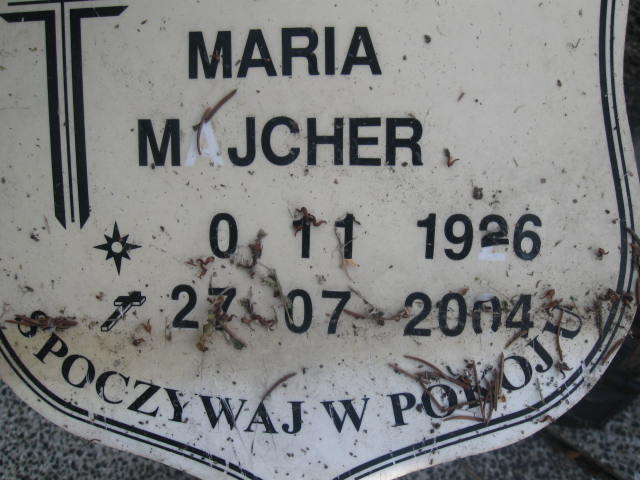 MARIA
MAJCHER
0 11 1926
27 07 2004
SPOCZYWAJ W POKOJU